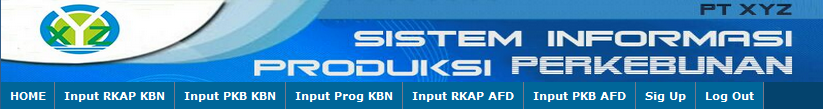 PT XYZ
XYZ
SISTEM INFORMASI
PRODUKSI PERKEBUNAN
HOME Input RKAP KBN Input PKB KBN Input Prog KBN Input RKAP AFD Input PKB AFD Sig Up Log Out